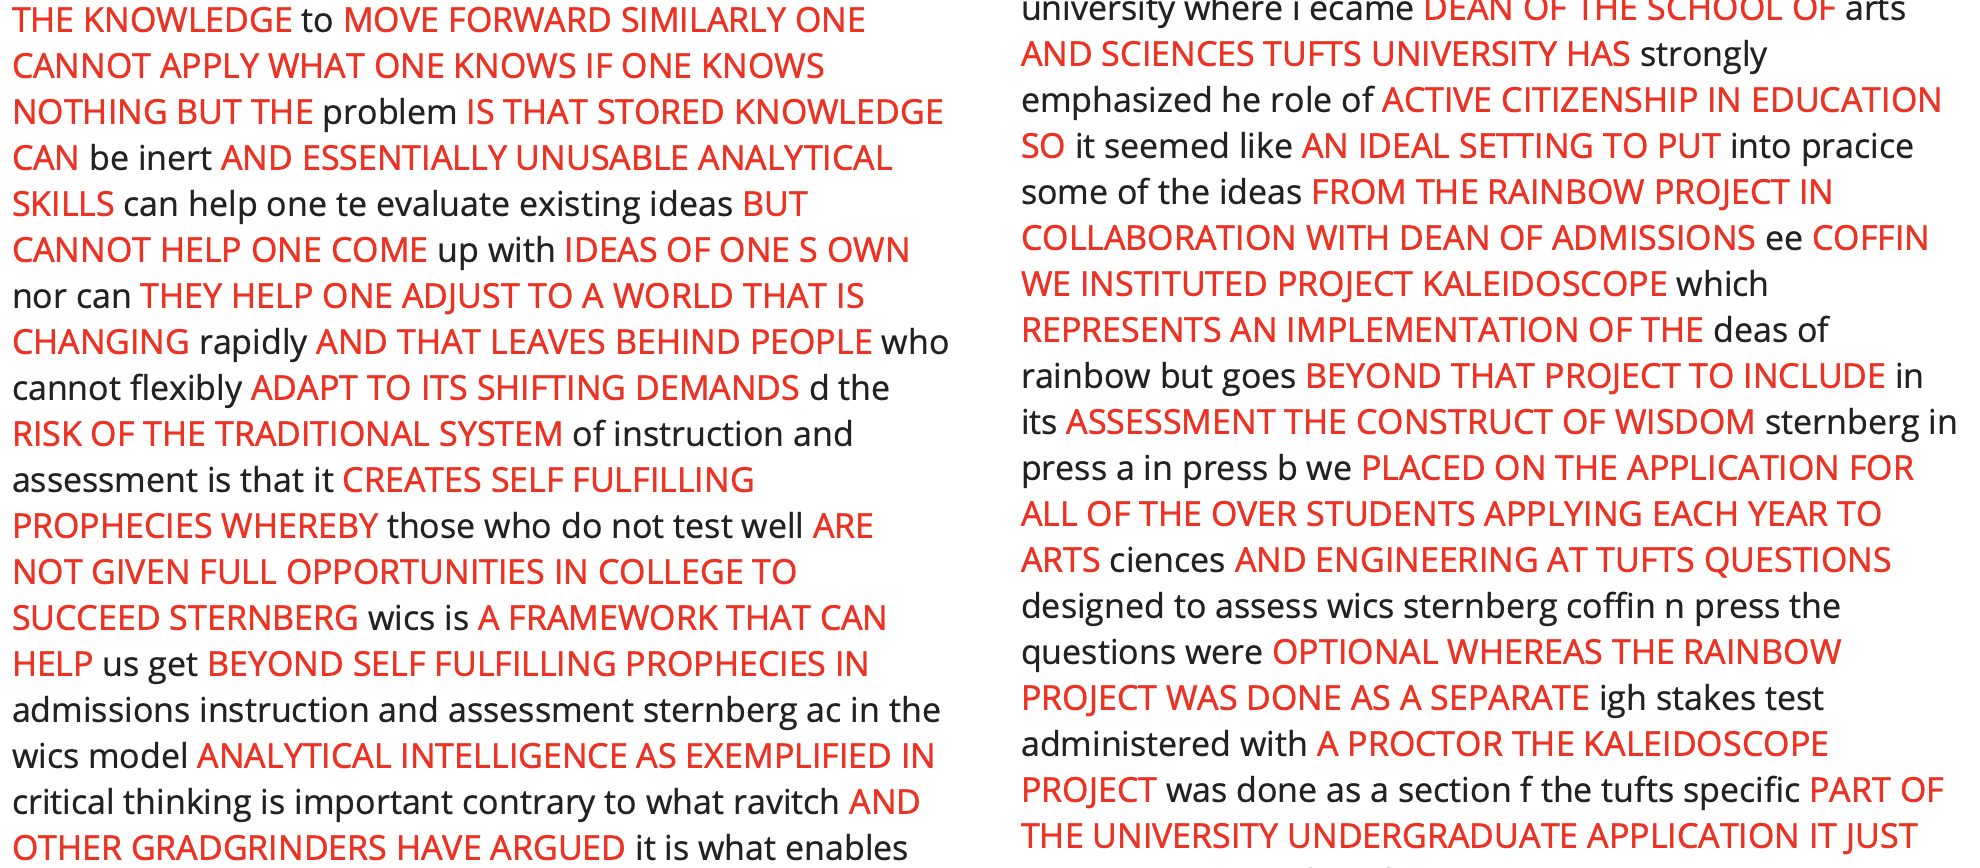 THE KNOWLEDGE to MOVE FORWARD SIMILARLY ONE
CANNOT APPLY WHAT ONE KNOWS IF ONE KNOWS
NOTHING BUT THE problem IS THAT STORED KNOWLEDGE
CAN be inert AND ESSENTIALLY UNUSABLE ANALYTICAL
SKILLS can help one te evaluate existing ideas BUT
CANNOT HELP ONE COME up with IDEAS OF ONE S OWN
nor can THEY HELP ONE ADJUST TO A WORLD THAT IS
CHANGING rapidly AND THAT LEAVES BEHIND PEOPLE who
cannot flexibly ADAPT TO ITS SHIFTING DEMANDS d the
RISK OF THE TRADITIONAL SYSTEM of instruction and
assessment is that it CREATES SELF FULFILLING
PROPHECIES WHEREBY those who do not test well ARE
NOT GIVEN FULL OPPORTUNITIES IN COLLEGE TO
SUCCEED STERNBERG wics is A FRAMEWORK THAT CAN
HELP us get BEYOND SELF FULFILLING PROPHECIES IN
admissions instruction and assessment sternberg ac in the
wics model ANALYTICAL INTELLIGENCE AS EXEMPLIFIED IN
critical thinking is important contrary to what ravitch AND
OTHER GRADGRINDERS HAVE ARGUED it is what enables
university where i ecame DEAN OF THE SCHOOL OF arts
AND SCIENCES TUFTS UNIVERSITY HAS strongly
emphasized he role of ACTIVE CITIZENSHIP IN EDUCATION
SO it seemed like AN IDEAL SETTING TO PUT into pracice
some of the ideas FROM THE RAINBOW PROJECT IN
COLLABORATION WITH DEAN OF ADMISSIONS ee COFFIN
WE INSTITUTED PROJECT KALEIDOSCOPE which
REPRESENTS AN IMPLEMENTATION OF THE deas of
rainbow but goes BEYOND THAT PROJECT TO INCLUDE in
its ASSESSMENT THE CONSTRUCT OF WISDOM sternberg in
press a in press b we PLACED ON THE APPLICATION FOR
ALL OF THE OVER STUDENTS APPLYING EACH YEAR TO
ARTS ciences AND ENGINEERING AT TUFTS QUESTIONS
designed to assess wics sternberg coffin n press the
questions were OPTIONAL WHEREAS THE RAINBOW
PROJECT WAS DONE AS A SEPARATE igh stakes test
administered with A PROCTOR THE KALEIDOSCOPE
PROJECT was done as a section f the tufts specific PART OF
THE UNIVERSITY UNDERGRADUATE APPLICATION IT JUST